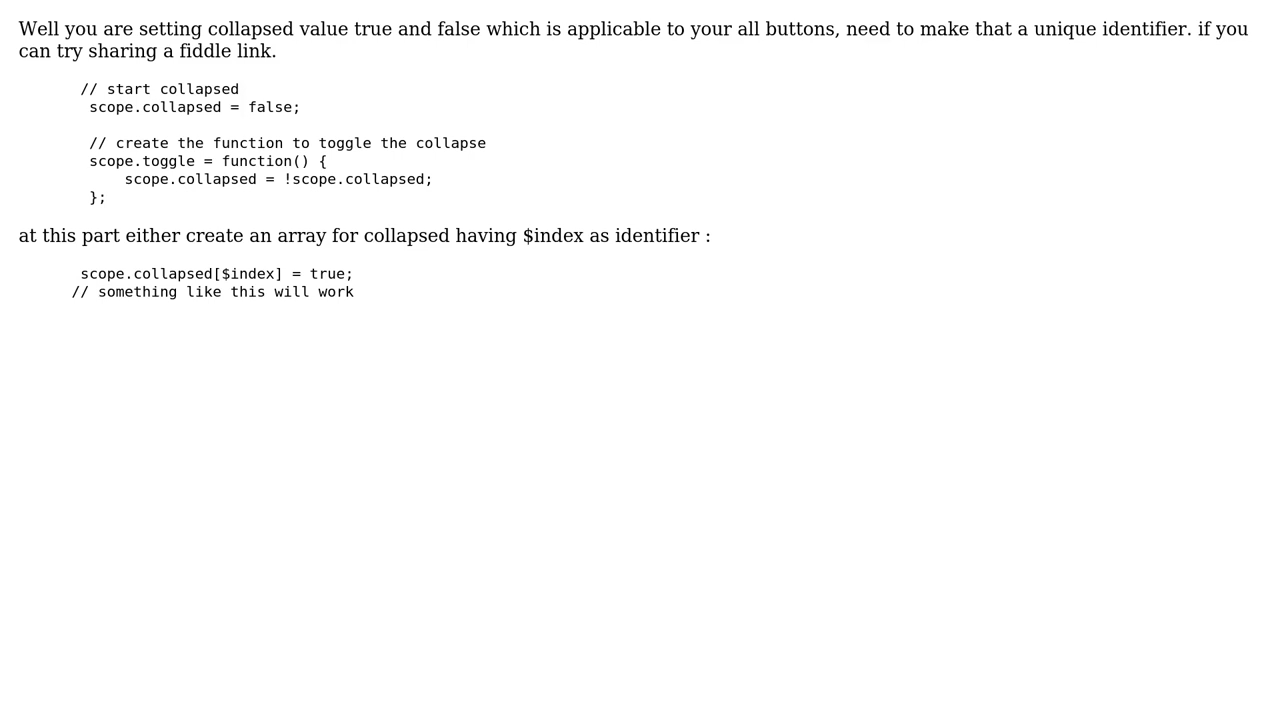 Well you are setting collapsed value true and false which is applicable to your all buttons, need to make that a unique identifier. if you
can try sharing a fiddle link.
// start collapsed
scope.collapsed = false;
// create the function to toggle the collapse
scope.toggle = function() {
scope.collapsed = !scope.collapsed;
};
at this part either create an array for collapsed having $index as identifier :
scope.collapsed[$index] = true;
// something like this will work